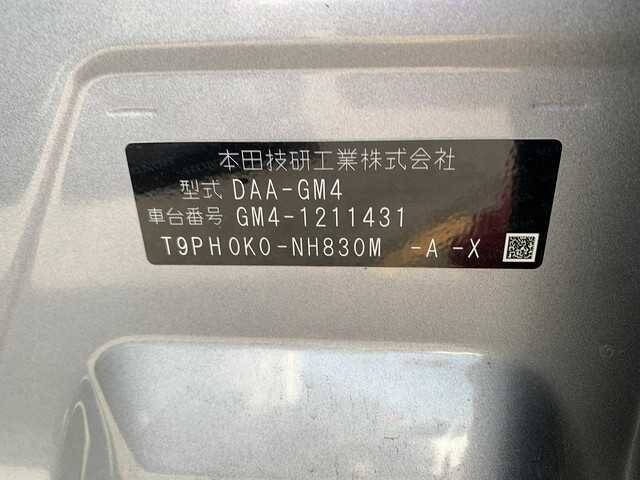 本田技研工業株式会社
型式 DAA-GM4
車台番号 GM4-1211431
T9PH0K0-NH830M -A -X